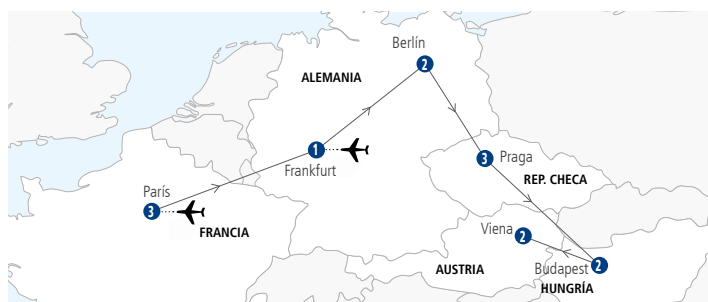 Berlín
2
ALEMANIA
1
Frankfurt
3
Praga
REP. CHECA
París
3
FRANCIA
Viena
2
AUSTRIA
Budapest
2
HUNGRÍA